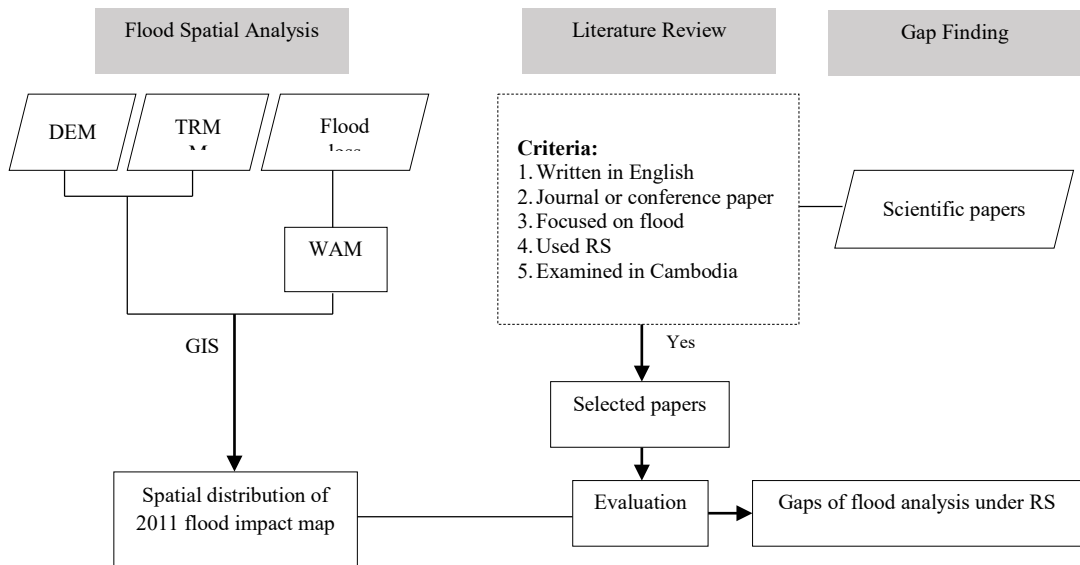 Flood Spatial Analysis
Literature Review
Gap Finding
DEM
TRM
Flood
Criteria:
1. Written in English
2. Journal or conference paper
3. Focused on flood
4. Used RS
5. Examined in Cambodia
Scientific papers
WAM
GIS
Yes
Selected papers
Spatial distribution of
2011 flood impact map
Evaluation
Gaps of flood analysis under RS